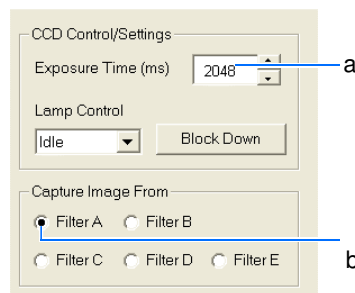 CCD Control/Settings
Exposure Time (ms) 2048 a
Lamp Control
Idle Block Down
Capture Image From
Filter A Filter B
b
Filter C Filter D Filter E